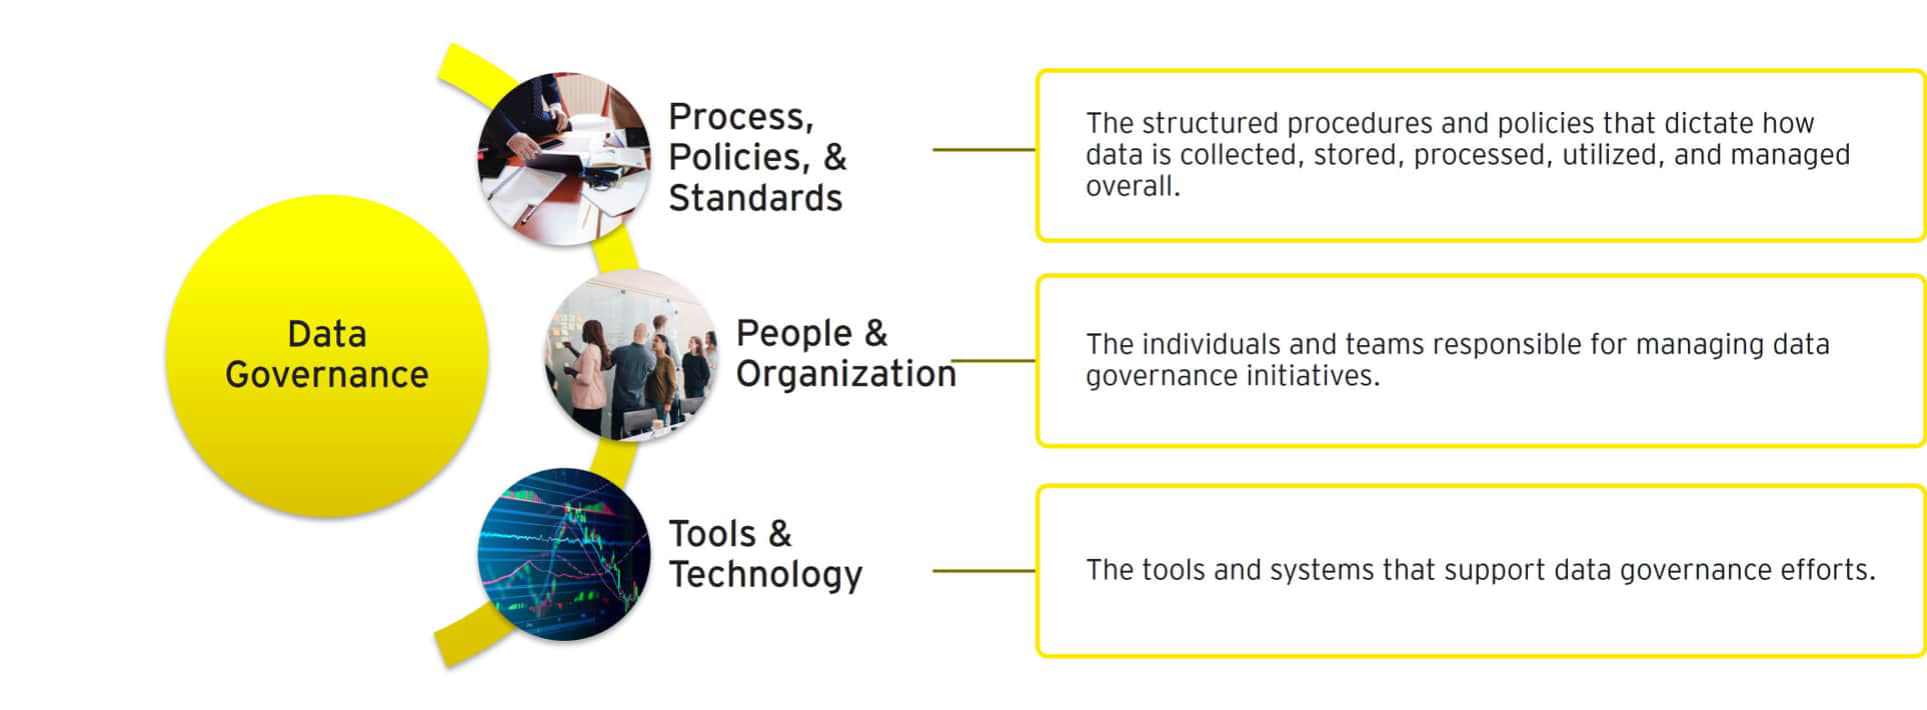 Data
Governance
Process,
Policies, &
Standards
The structured procedures and policies that dictate how
data is collected, stored, processed, utilized, and managed
overall.
People &
Organization
The individuals and teams responsible for managing data
governance initiatives.
Tools &
Technology
The tools and systems that support data governance efforts.